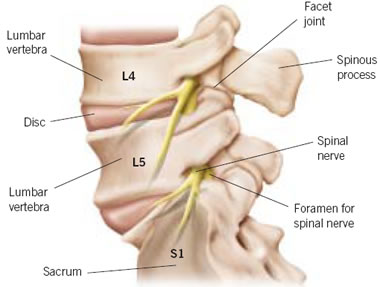 Facet
joint
Lumbar
vertebra
L4
Spinous
process
Disc
L5
Spinal
nerve
Lumbar
vertebra
Foramen for
spinal nerve
S1
Sacrum